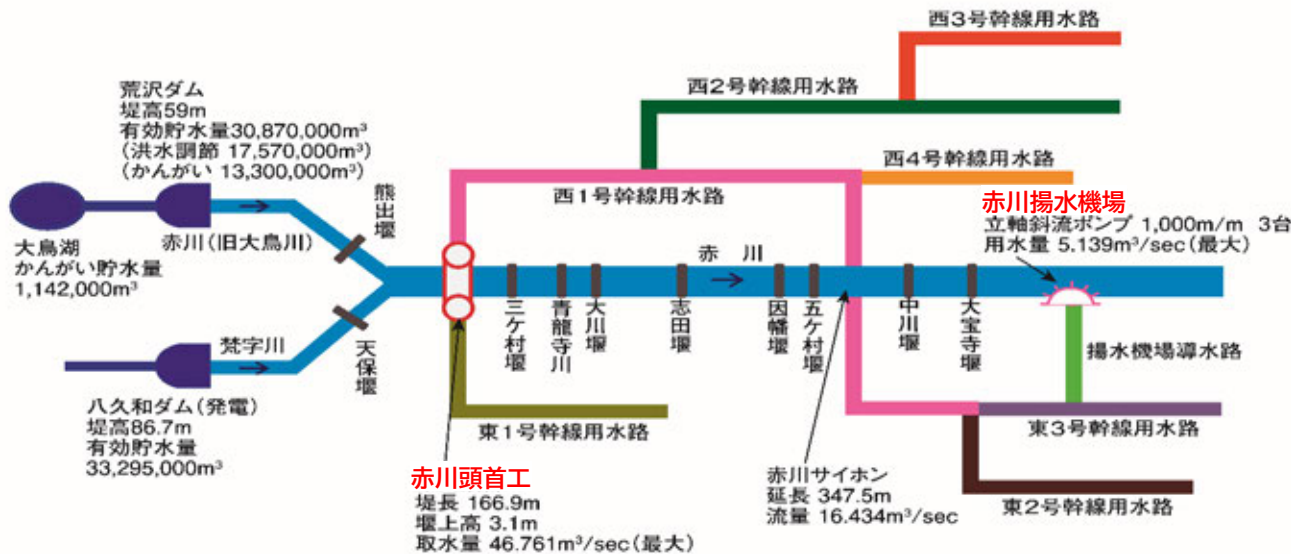 西3号幹線用水路
西2号幹線用水路
荒沢ダム
堤高59m
有効貯水量30,870,000m³
(洪水調節 17,570,000m³)
(かんがい 13,300,000m³)
熊出堰
西4号幹線用水路
西1号幹線用水路
赤川揚水機場
立軸斜流ポンプ 1,000m/m 3台
用水量 5.139m³/sec(最大)
大鳥湖
かんがい貯水量
1,142,000m³
赤川(旧大鳥川)
赤 川
三ケ村堰
青龍寺川
大川堰
志田堰
因幡堰
五ケ村堰
中川堰
大宝寺堰
梵字川
天保堰
揚水機場導水路
八久和ダム(発電)
堤高86.7m
有効貯水量
33,295,000m³
東1号幹線用水路
東3号幹線用水路
赤川頭首工
堤長 166.9m
堰上高 3.1m
取水量 46.761m³/sec(最大)
赤川サイホン
延長 347.5m
流量 16.434m³/sec
東2号幹線用水路